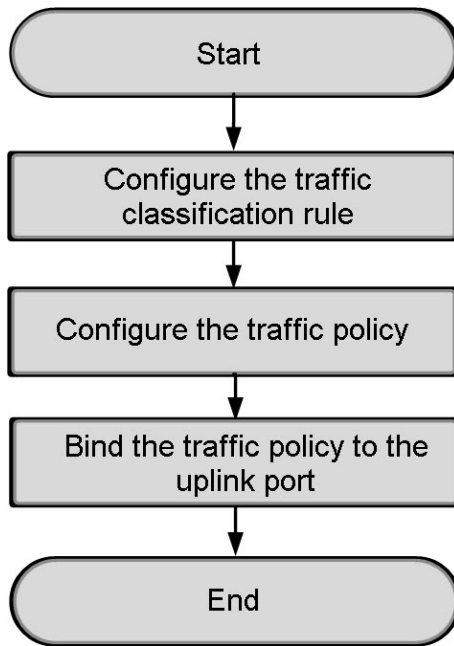 Start
Configure the traffic
classification rule
Configure the traffic policy
Bind the traffic policy to the
uplink port
End